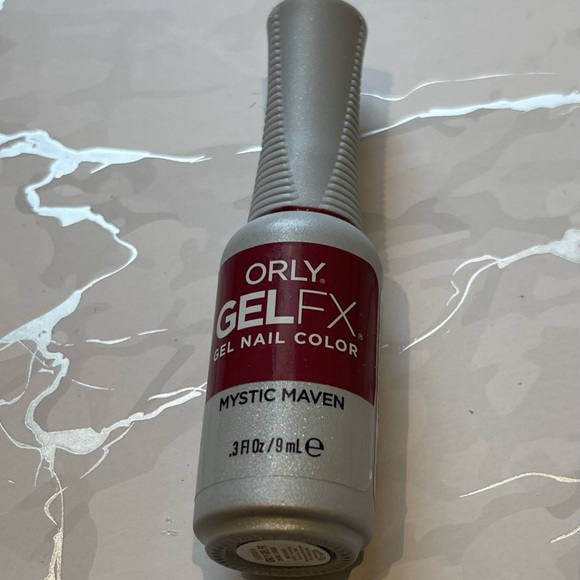 ORLY®
GELFX®
GEL NAIL COLOR
MYSTIC MAVEN
.3 Fl Oz/9 mL℮